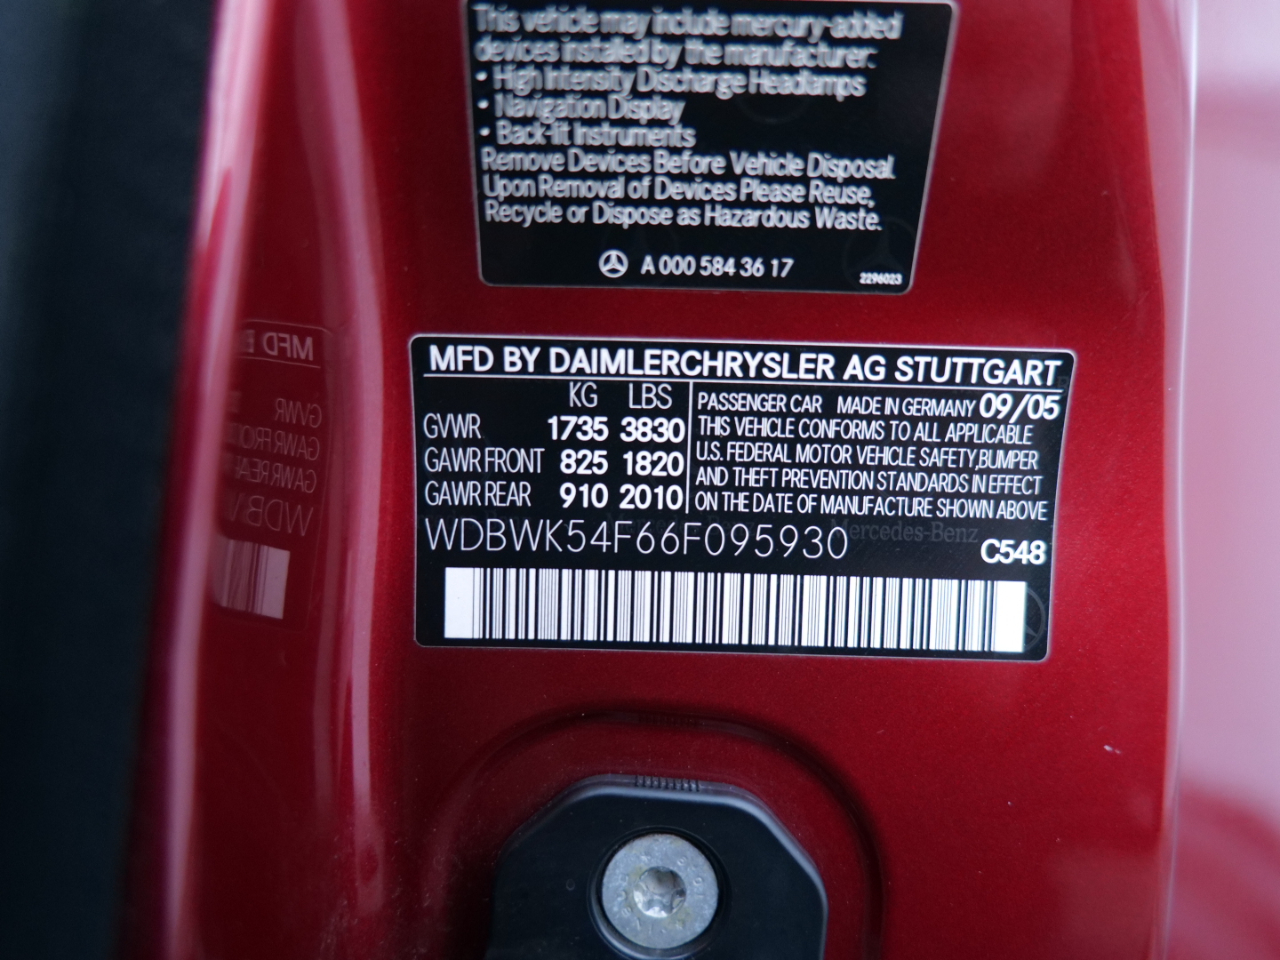 This vehicle may include mercury-added
devices installed by the manufacturer:
• High Intensity Discharge Headlamps
• Navigation Display
• Back-lit Instruments
Remove Devices Before Vehicle Disposal.
Upon Removal of Devices Please Reuse,
Recycle or Dispose as Hazardous Waste.
A 000 584 36 17
2296023
MFD BY DAIMLERCHRYSLER AG STUTTGART
KG LBS
GVWR 1735 3830
GAWR FRONT 825 1820
GAWR REAR 910 2010
PASSENGER CAR MADE IN GERMANY 09/05
THIS VEHICLE CONFORMS TO ALL APPLICABLE
U.S. FEDERAL MOTOR VEHICLE SAFETY,BUMPER
AND THEFT PREVENTION STANDARDS IN EFFECT
ON THE DATE OF MANUFACTURE SHOWN ABOVE
Mercedes-Benz
WDBWK54F66F095930
C548